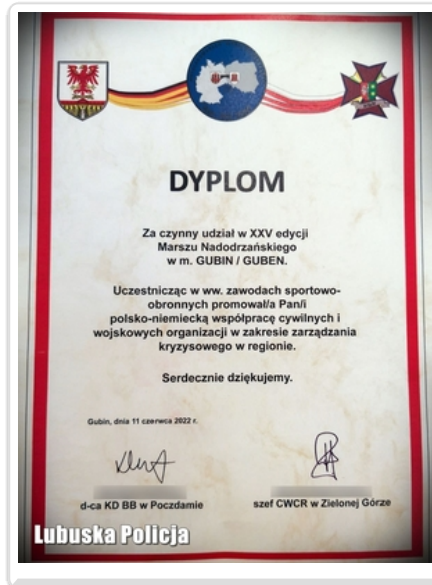 DYPLOM
Za czynny udział w XXV edycji
Marszu Nadodrzańskiego
w m. GUBIN / GUBEN.
Uczestnicząc w ww. zawodach sportowo-
obronnych promował/a Pan/i
polsko-niemiecką współpracę cywilnych i
wojskowych organizacji w zakresie zarządzania
kryzysowego w regionie.
Serdecznie dziękujemy.
Gubin, dnia 11 czerwca 2022 r.
d-ca KD BB w Poczdamie
szef CWCR w Zielonej Górze
Lubuska Policja